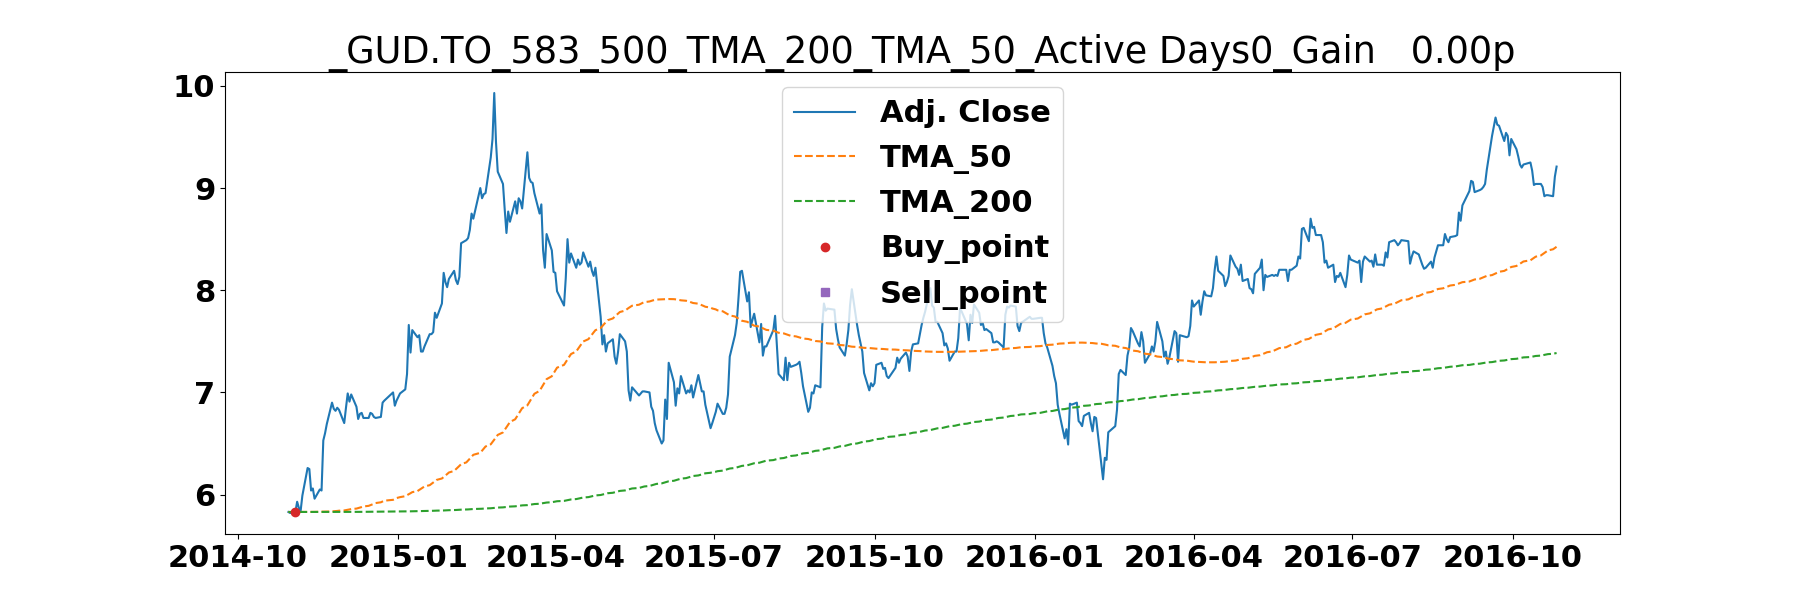 _GUD.TO_583_500_TMA_200_TMA_50_Active Days0_Gain   0.00p
10
9
8
7
6
Adj. Close
TMA_50
TMA_200
Buy_point
Sell_point
2014-10 2015-01 2015-04 2015-07 2015-10 2016-01 2016-04 2016-07 2016-10